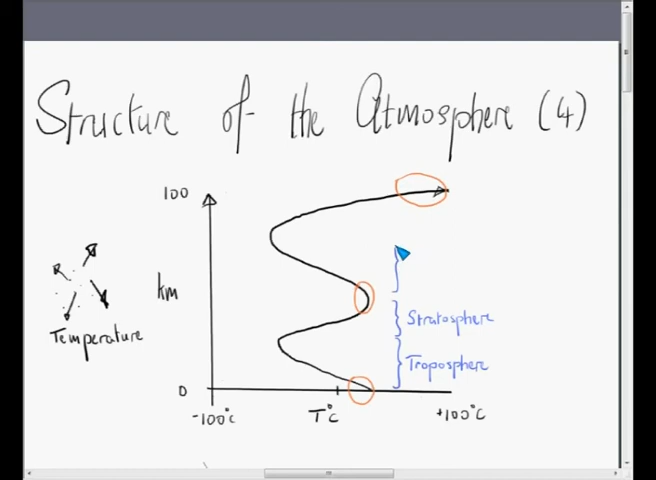 Structure of the Atmosphere (4)
100
km
Stratosphere
Temperature
Troposphere
0
-100°C
T°C
+100°C